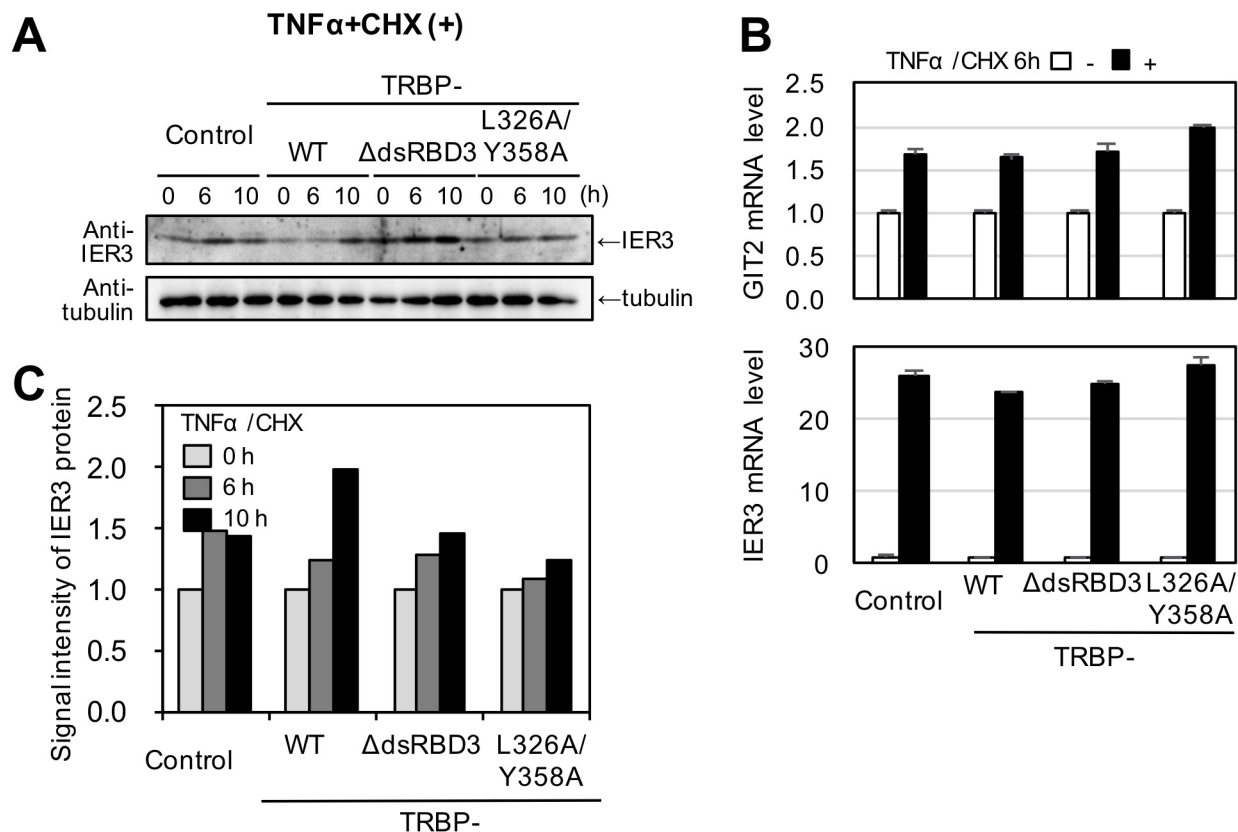 A
TNFα+CHX (+)
TRBP-
Control
WT
ΔdsRBD3
L326A/
Y358A
0 6 10 0 6 10 0 6 10 0 6 10 (h)
Anti-
IER3
←IER3
Anti-
tubulin
←tubulin
B
TNFα /CHX 6h - +
GIT2 mRNA level
2.5
2.0
1.5
1.0
0.5
0.0
IER3 mRNA level
30
20
10
0
Control
WT
ΔdsRBD3
L326A/
Y358A
TRBP-
C
Signal intensity of IER3 protein
2.5
2.0
1.5
1.0
0.5
0.0
TNFα /CHX
0 h
6 h
10 h
Control
WT
ΔdsRBD3
L326A/
Y358A
TRBP-